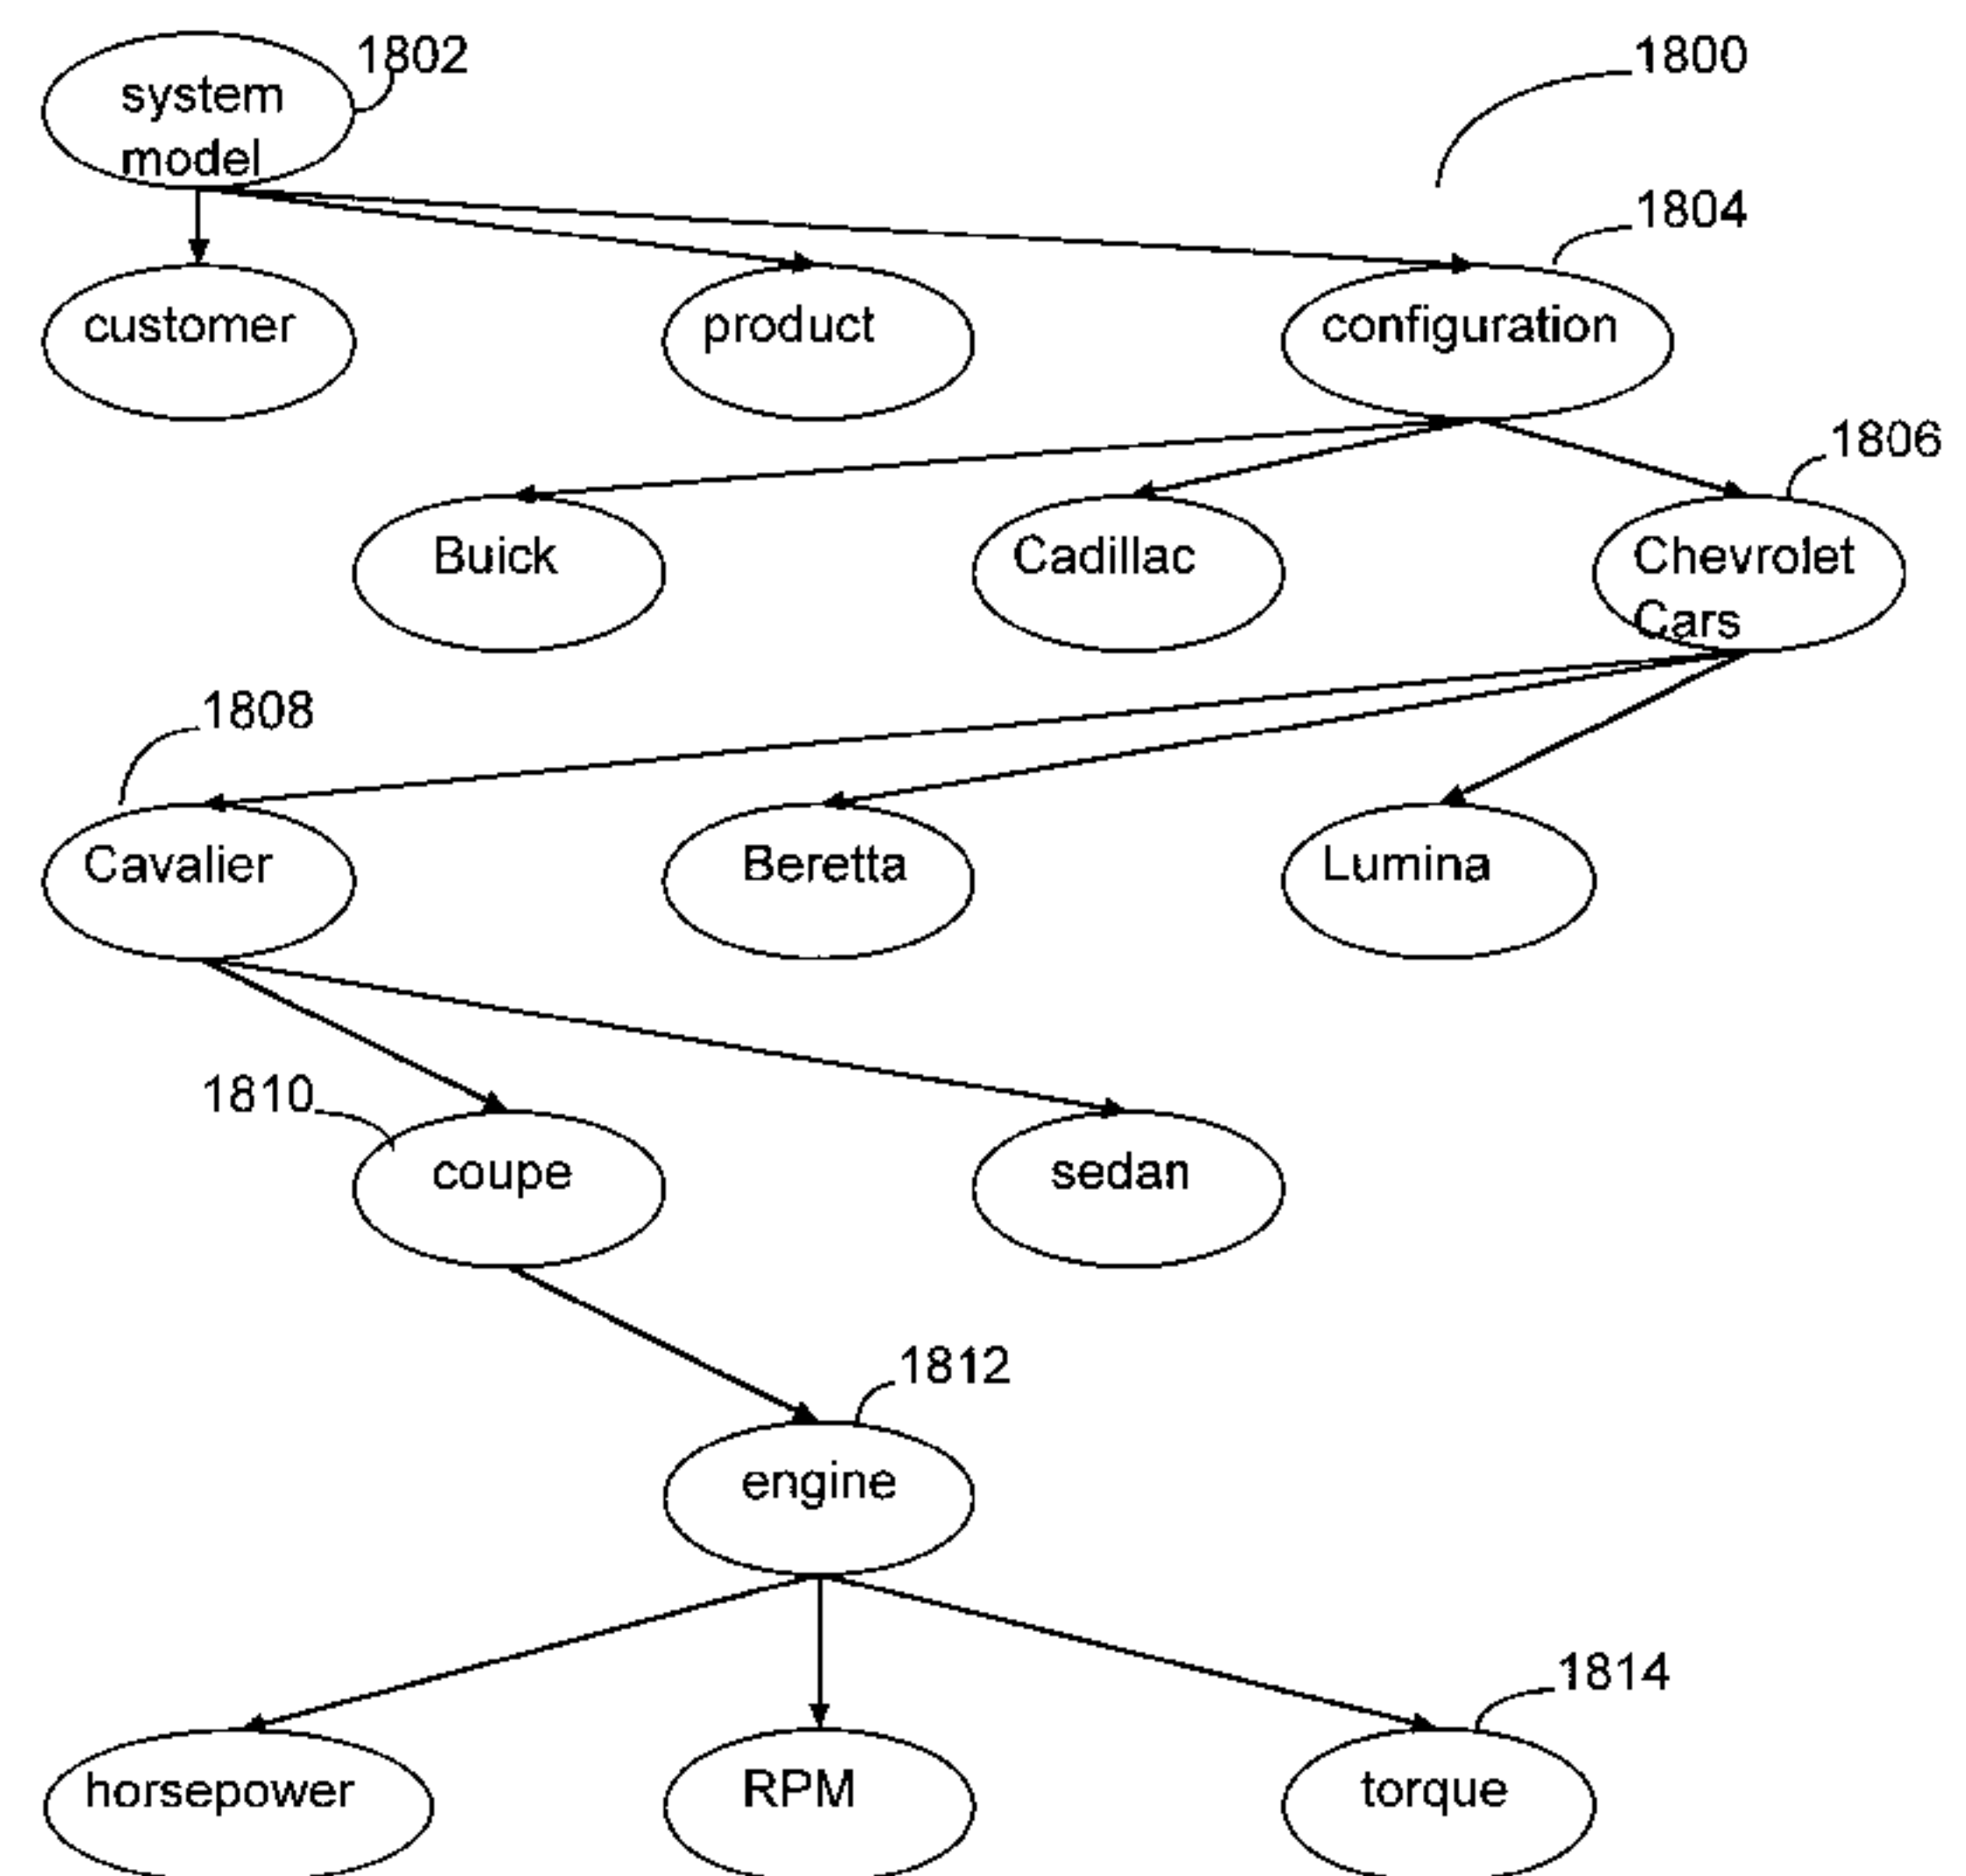 1802
1800
system
model
1804
customer
product
configuration
1806
Buick
Cadillac
Chevrolet
Cars
1808
Cavalier
Beretta
Lumina
1810
coupe
sedan
1812
engine
1814
horsepower
RPM
torque